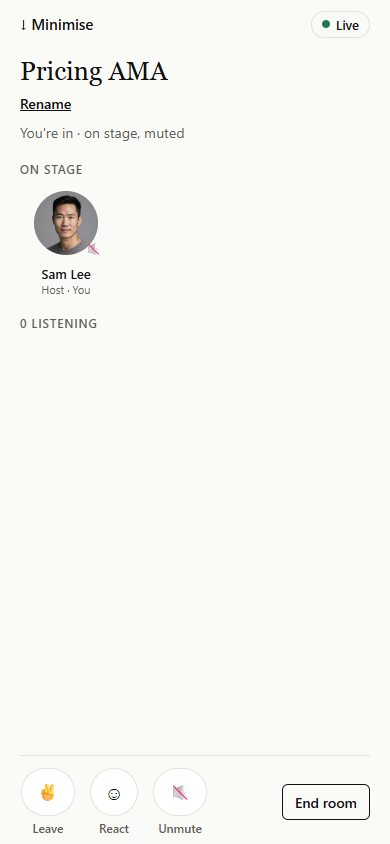 ↓ Minimise
Live
Pricing AMA
Rename
You're in · on stage, muted
ON STAGE
Sam Lee
Host · You
0 LISTENING
Leave
React
Unmute
End room